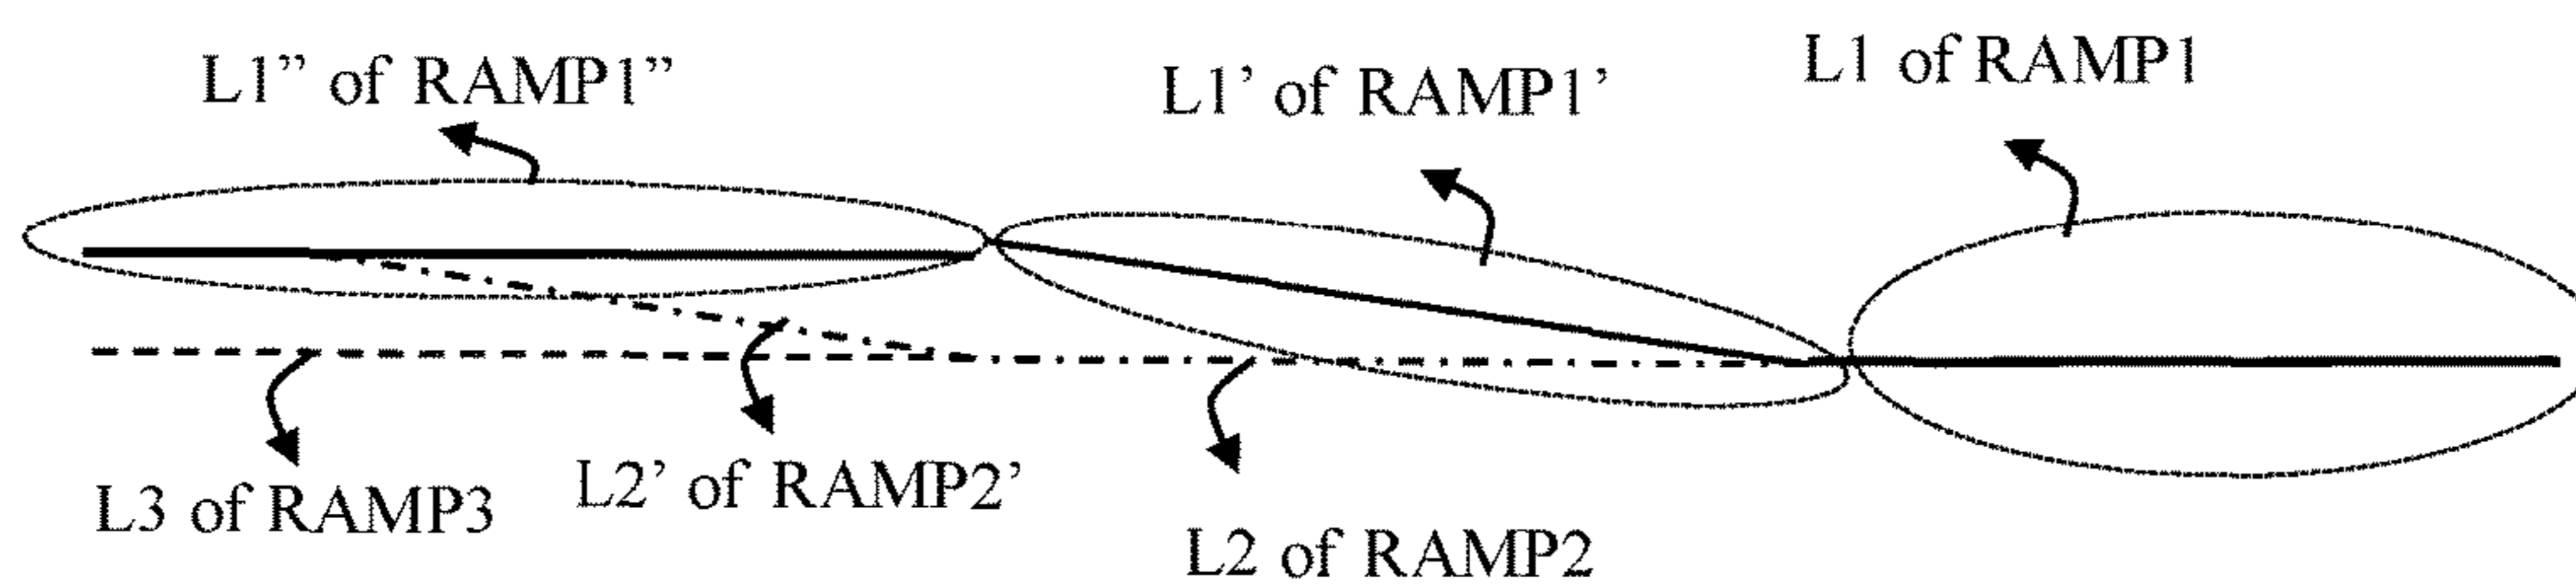 L1” of RAMP1”
L1’ of RAMP1’
L1 of RAMP1
L3 of RAMP3
L2’ of RAMP2’
L2 of RAMP2